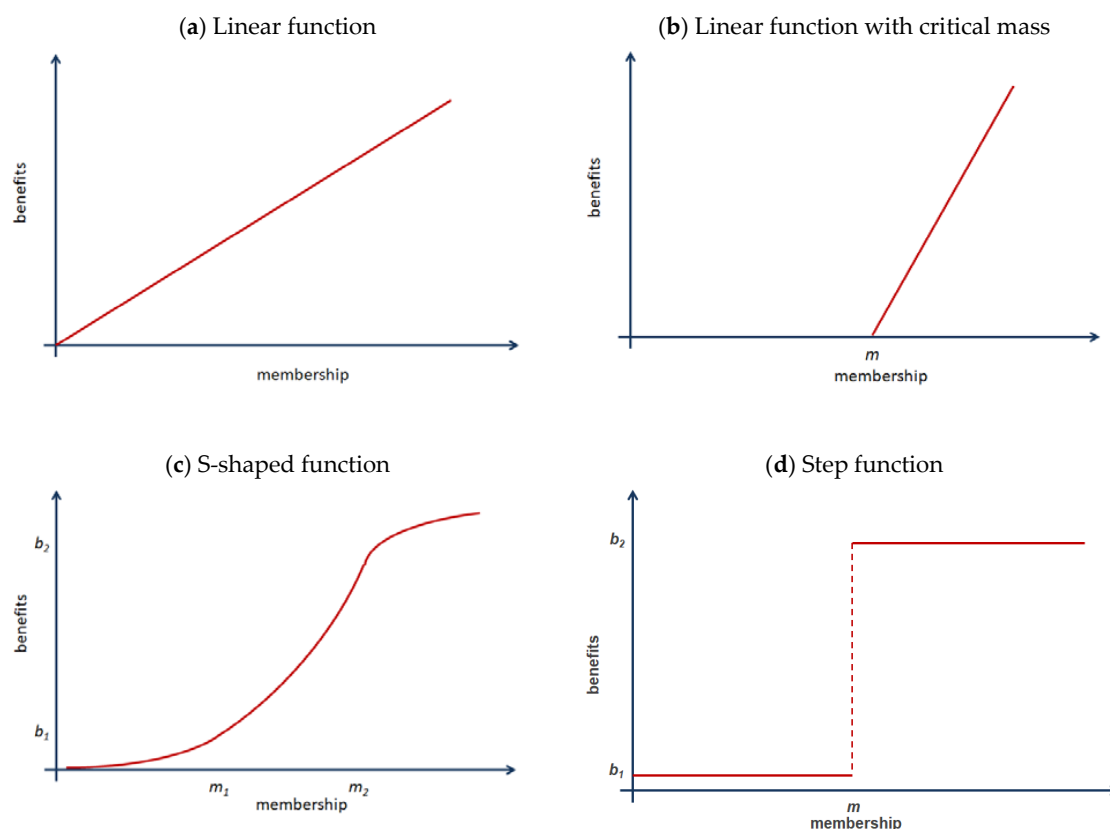 (a) Linear function
benefits
membership
(b) Linear function with critical mass
benefits
m
membership
(c) S-shaped function
b2
benefits
b1
m1 m2
membership
(d) Step function
b2
benefits
b1
m
membership